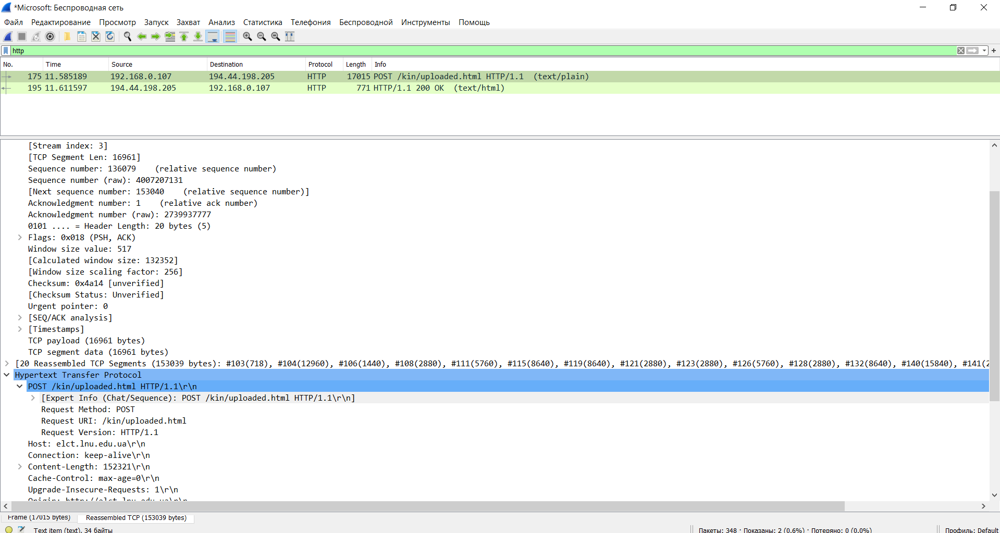 *Microsoft: Беспроводная сеть
Файл Редактирование Просмотр Запуск Захват Анализ Статистика Телефония Беспроводной Инструменты Помощь
http
No. Time Source Destination Protocol Length Info
175 11.585189 192.168.0.107 194.44.198.205 HTTP 17015 POST /kin/uploaded.html HTTP/1.1 (text/plain)
195 11.611597 194.44.198.205 192.168.0.107 HTTP 771 HTTP/1.1 200 OK (text/html)
[Stream index: 3]
[TCP Segment Len: 16961]
Sequence number: 136079 (relative sequence number)
Sequence number (raw): 4007207131
[Next sequence number: 153040 (relative sequence number)]
Acknowledgment number: 1 (relative ack number)
Acknowledgment number (raw): 2739937777
0101 .... = Header Length: 20 bytes (5)
Flags: 0x018 (PSH, ACK)
Window size value: 517
[Calculated window size: 132352]
[Window size scaling factor: 256]
Checksum: 0x4a14 [unverified]
[Checksum Status: Unverified]
Urgent pointer: 0
[SEQ/ACK analysis]
[Timestamps]
TCP payload (16961 bytes)
TCP segment data (16961 bytes)
[20 Reassembled TCP Segments (153039 bytes): #103(718), #104(12960), #106(1440), #108(2880), #111(5760), #115(8640), #119(8640), #121(2880), #123(2880), #126(5760), #128(2880), #132(8640), #140(15840), #141(2
Hypertext Transfer Protocol
POST /kin/uploaded.html HTTP/1.1\r\n
[Expert Info (Chat/Sequence): POST /kin/uploaded.html HTTP/1.1\r\n]
Request Method: POST
Request URI: /kin/uploaded.html
Request Version: HTTP/1.1
Host: elct.lnu.edu.ua\r\n
Connection: keep-alive\r\n
Content-Length: 152321\r\n
Cache-Control: max-age=0\r\n
Upgrade-Insecure-Requests: 1\r\n
Origin: http://elct.lnu.edu.ua\r\n
Frame (17015 bytes) Reassembled TCP (153039 bytes)
Text item (text), 34 байты Пакеты: 348 · Показаны: 2 (0.6%) · Потеряно: 0 (0.0%) Профиль: Default